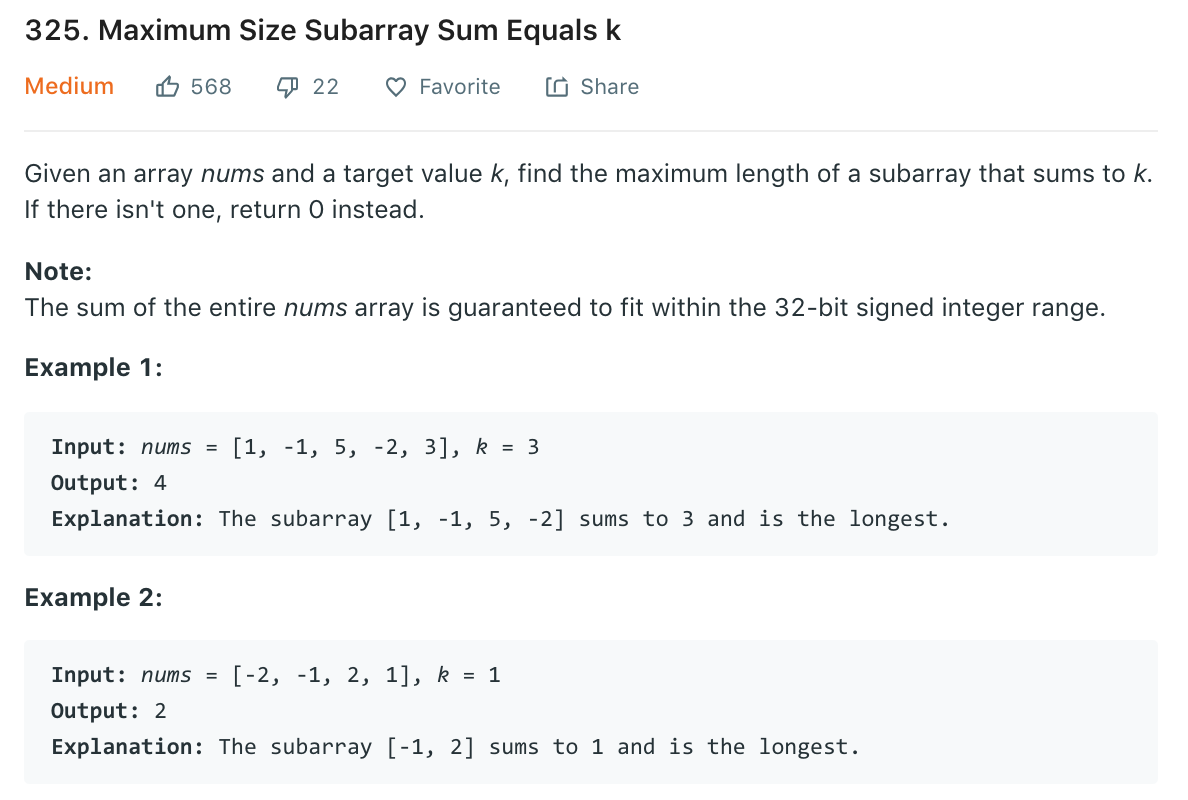 325. Maximum Size Subarray Sum Equals k
Medium 568 22 Favorite Share
Given an array nums and a target value k, find the maximum length of a subarray that sums to k.
If there isn't one, return 0 instead.
Note:
The sum of the entire nums array is guaranteed to fit within the 32-bit signed integer range.
Example 1:
Input: nums = [1, -1, 5, -2, 3], k = 3
Output: 4
Explanation: The subarray [1, -1, 5, -2] sums to 3 and is the longest.
Example 2:
Input: nums = [-2, -1, 2, 1], k = 1
Output: 2
Explanation: The subarray [-1, 2] sums to 1 and is the longest.